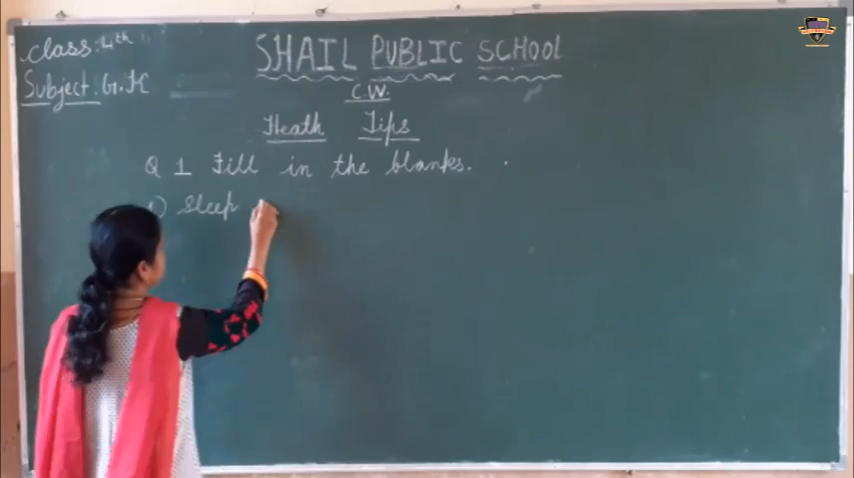 Class : 4th
SHAIL PUBLIC SCHOOL
Subject : G.K
C.W.
Heath Tips
Q 1 Fill in the blanks.
1) Sleep